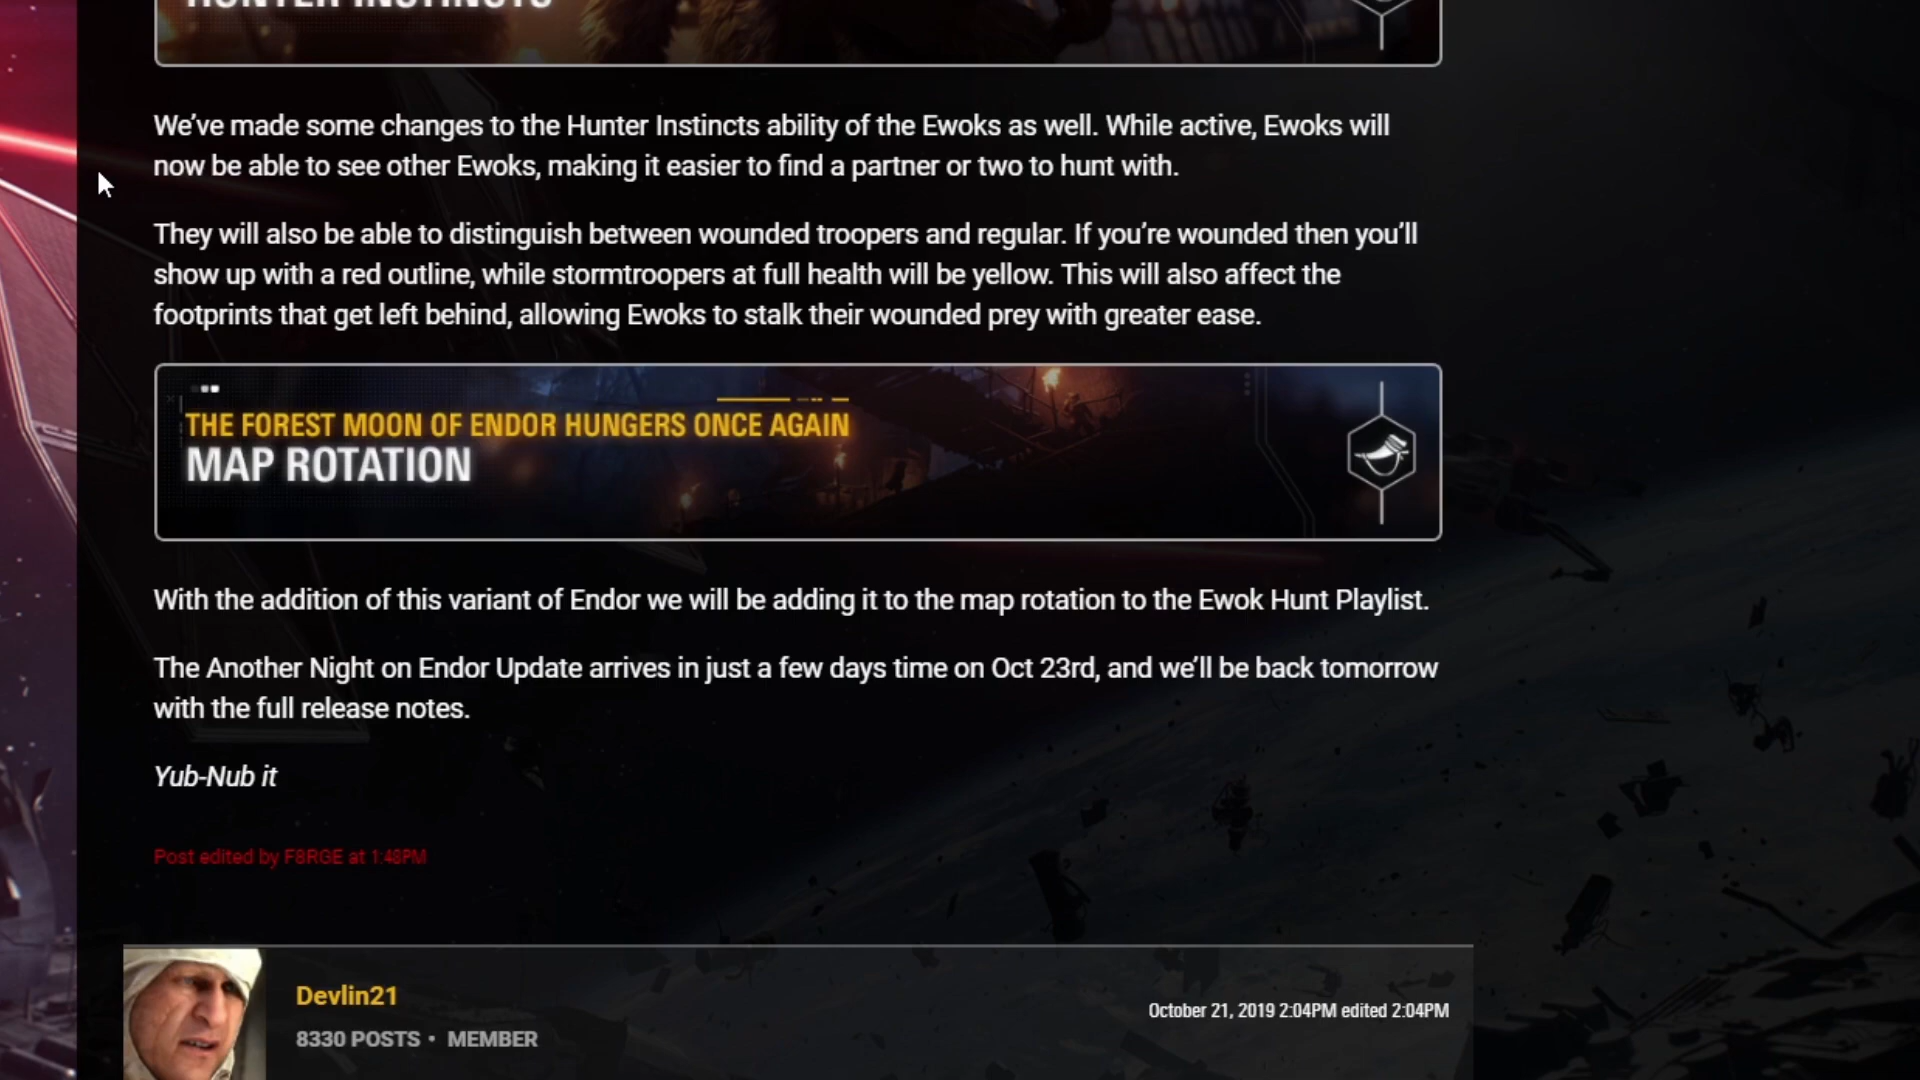 HUNTER INSTINCTS
We've made some changes to the Hunter Instincts ability of the Ewoks as well. While active, Ewoks will
now be able to see other Ewoks, making it easier to find a partner or two to hunt with.
They will also be able to distinguish between wounded troopers and regular. If you're wounded then you'll
show up with a red outline, while stormtroopers at full health will be yellow. This will also affect the
footprints that get left behind, allowing Ewoks to stalk their wounded prey with greater ease.
THE FOREST MOON OF ENDOR HUNGERS ONCE AGAIN
MAP ROTATION
With the addition of this variant of Endor we will be adding it to the map rotation to the Ewok Hunt Playlist.
The Another Night on Endor Update arrives in just a few days time on Oct 23rd, and we'll be back tomorrow
with the full release notes.
Yub-Nub it
Post edited by F8RGE at 1:48PM
Devlin21
October 21, 2019 2:04PM edited 2:04PM
8330 POSTS • MEMBER